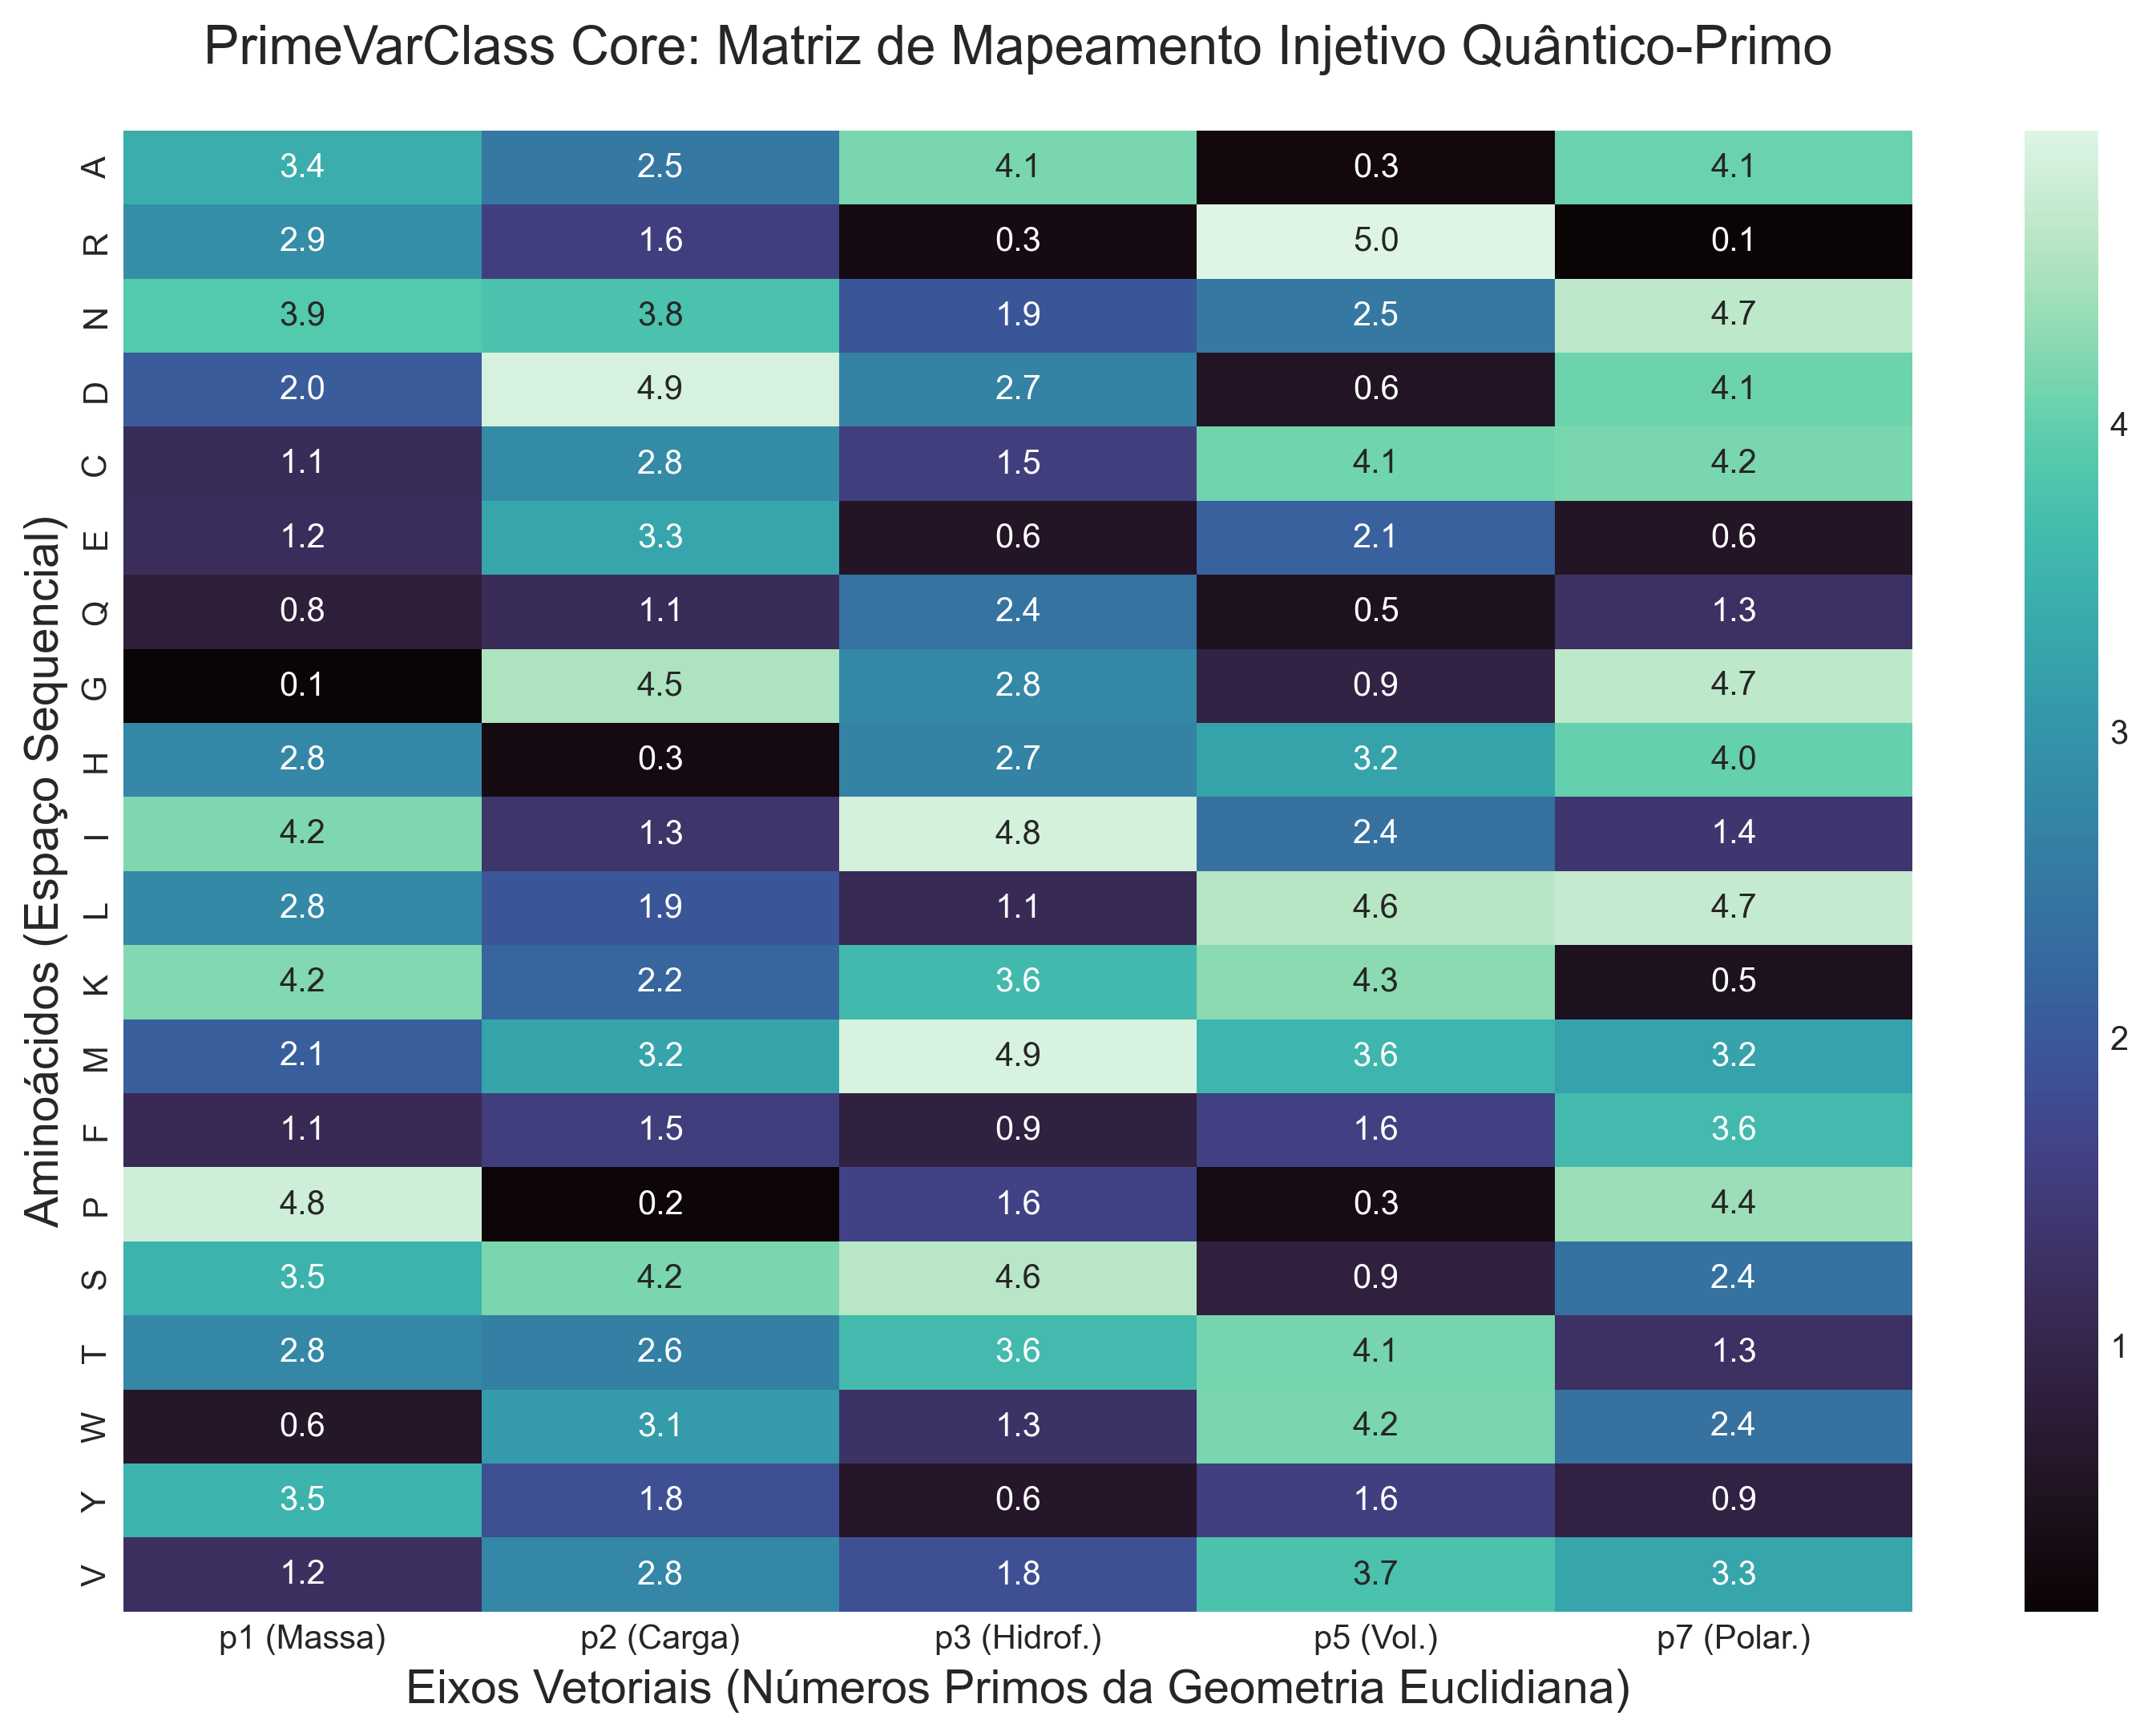 PrimeVarClass Core: Matriz de Mapeamento Injetivo Quântico-Primo
Aminoácidos (Espaço Sequencial)
A 3.4 2.5 4.1 0.3 4.1
R 2.9 1.6 0.3 5.0 0.1
N 3.9 3.8 1.9 2.5 4.7
D 2.0 4.9 2.7 0.6 4.1
C 1.1 2.8 1.5 4.1 4.2
E 1.2 3.3 0.6 2.1 0.6
Q 0.8 1.1 2.4 0.5 1.3
G 0.1 4.5 2.8 0.9 4.7
H 2.8 0.3 2.7 3.2 4.0
I 4.2 1.3 4.8 2.4 1.4
L 2.8 1.9 1.1 4.6 4.7
K 4.2 2.2 3.6 4.3 0.5
M 2.1 3.2 4.9 3.6 3.2
F 1.1 1.5 0.9 1.6 3.6
P 4.8 0.2 1.6 0.3 4.4
S 3.5 4.2 4.6 0.9 2.4
T 2.8 2.6 3.6 4.1 1.3
W 0.6 3.1 1.3 4.2 2.4
Y 3.5 1.8 0.6 1.6 0.9
V 1.2 2.8 1.8 3.7 3.3
p1 (Massa) p2 (Carga) p3 (Hidrof.) p5 (Vol.) p7 (Polar.)
Eixos Vetoriais (Números Primos da Geometria Euclidiana)
4
3
2
1